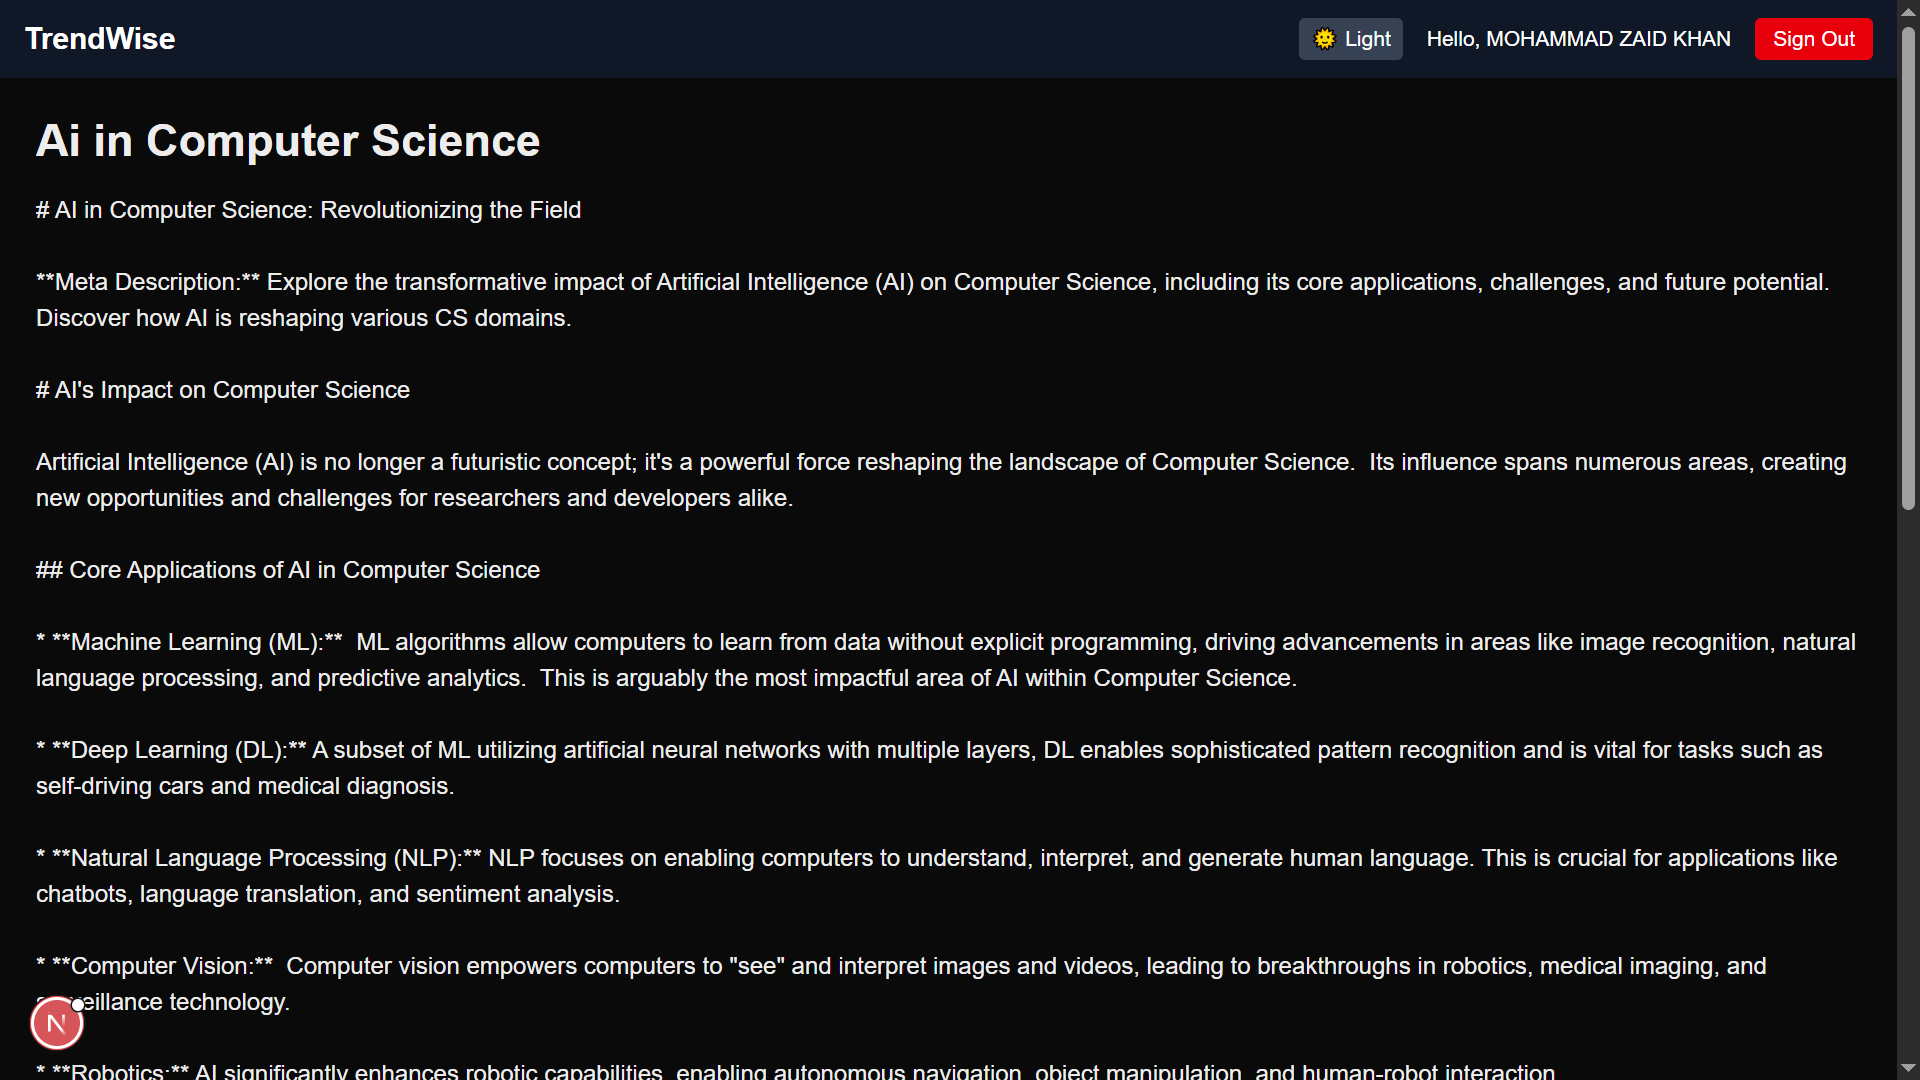 TrendWise
Light
Hello, MOHAMMAD ZAID KHAN
Sign Out
Ai in Computer Science
# AI in Computer Science: Revolutionizing the Field
**Meta Description:** Explore the transformative impact of Artificial Intelligence (AI) on Computer Science, including its core applications, challenges, and future potential.
Discover how AI is reshaping various CS domains.
# AI's Impact on Computer Science
Artificial Intelligence (AI) is no longer a futuristic concept; it's a powerful force reshaping the landscape of Computer Science.  Its influence spans numerous areas, creating
new opportunities and challenges for researchers and developers alike.
## Core Applications of AI in Computer Science
* **Machine Learning (ML):**  ML algorithms allow computers to learn from data without explicit programming, driving advancements in areas like image recognition, natural
language processing, and predictive analytics.  This is arguably the most impactful area of AI within Computer Science.
* **Deep Learning (DL):** A subset of ML utilizing artificial neural networks with multiple layers, DL enables sophisticated pattern recognition and is vital for tasks such as
self-driving cars and medical diagnosis.
* **Natural Language Processing (NLP):** NLP focuses on enabling computers to understand, interpret, and generate human language. This is crucial for applications like
chatbots, language translation, and sentiment analysis.
* **Computer Vision:**  Computer vision empowers computers to "see" and interpret images and videos, leading to breakthroughs in robotics, medical imaging, and
surveillance technology.
N
* **Robotics:** AI significantly enhances robotic capabilities, enabling autonomous navigation, object manipulation, and human-robot interaction